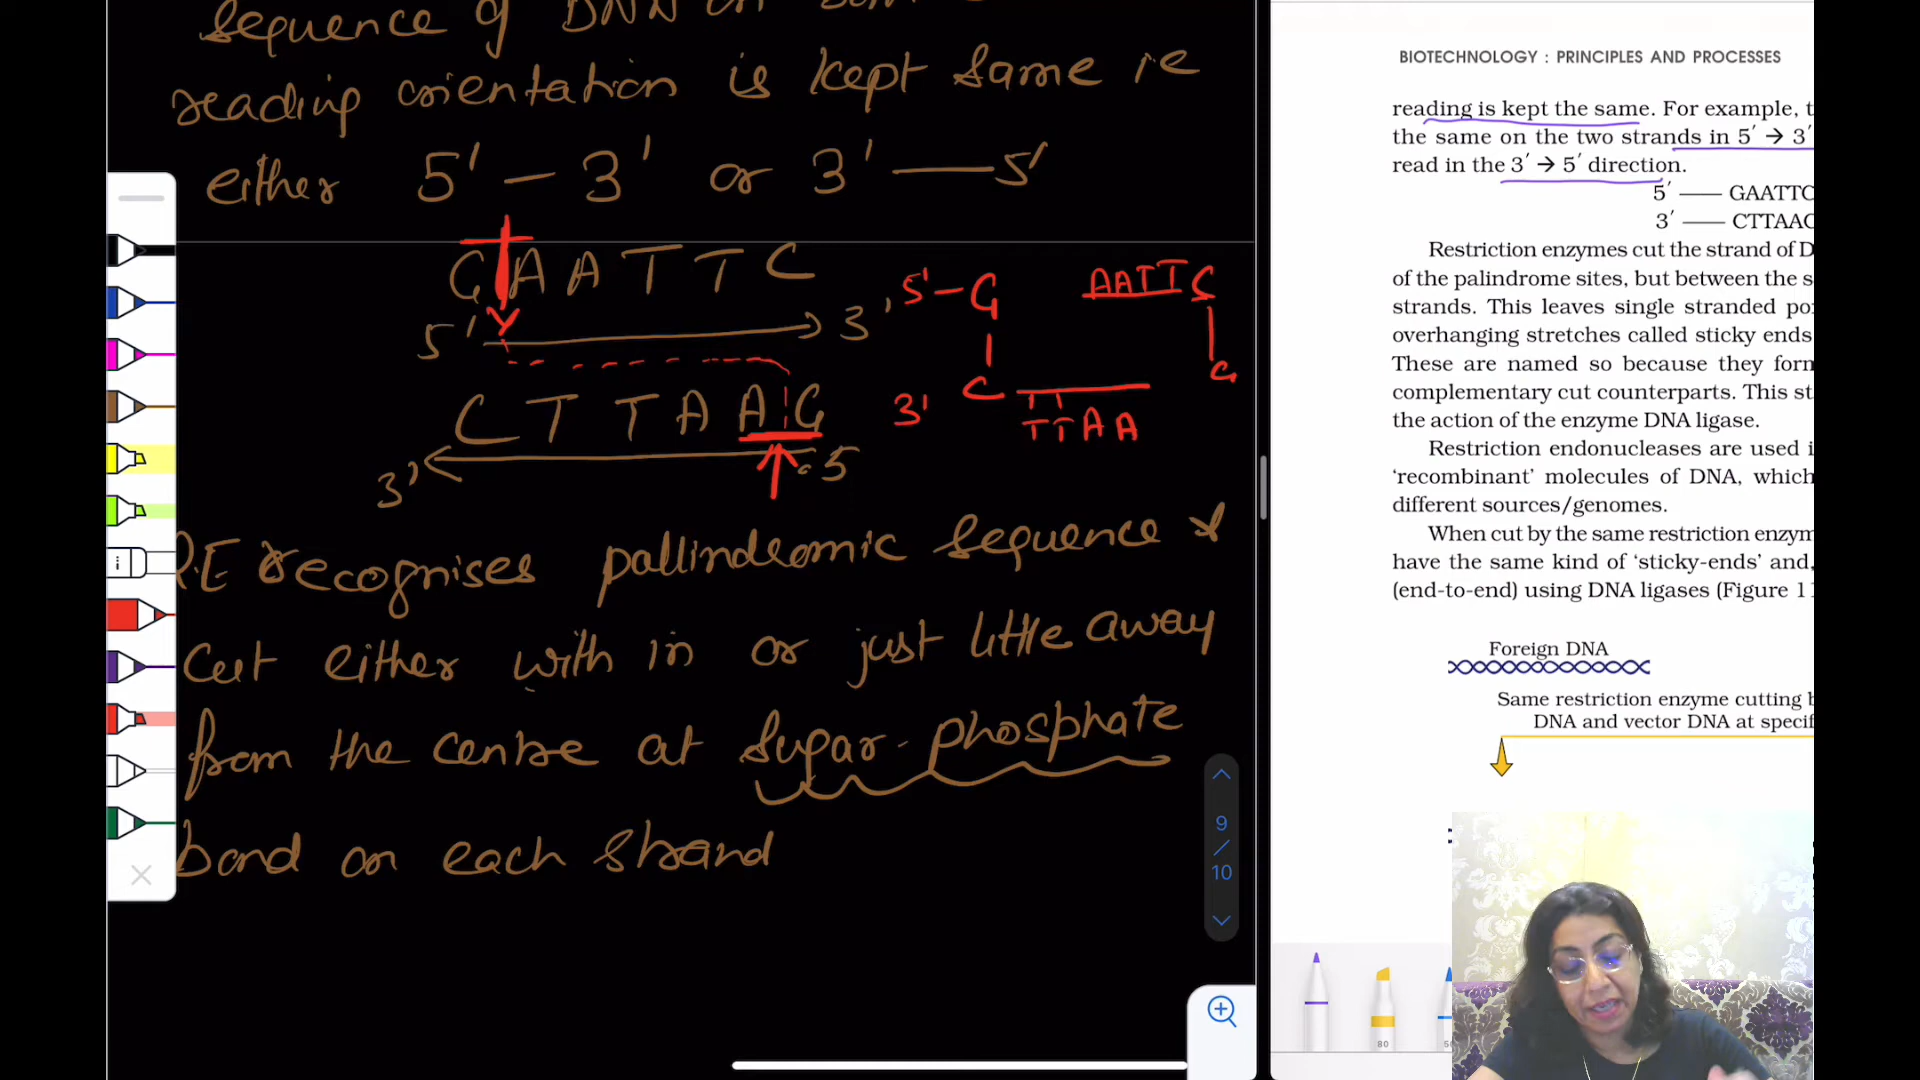 sequence of DNA on
reading orientation is kept same ie
either 5' - 3' or 3' — 5'
G A A T T C
5' 3'
C T T A A G
3' 5
5' - G AATTC
3' C TTAA G
R.E recognises pallindromic sequence &
cut either with in or just little away
from the centre at sugar - phosphate
bond on each strand
9
/
10
BIOTECHNOLOGY : PRINCIPLES AND PROCESSES
reading is kept the same. For example, t
the same on the two strands in 5' → 3'
read in the 3' → 5' direction.
5' —— GAATTC
3' —— CTTAAG
Restriction enzymes cut the strand of D
of the palindrome sites, but between the s
strands. This leaves single stranded po
overhanging stretches called sticky ends
These are named so because they form
complementary cut counterparts. This st
the action of the enzyme DNA ligase.
Restriction endonucleases are used i
‘recombinant’ molecules of DNA, which
different sources/genomes.
When cut by the same restriction enzym
have the same kind of ‘sticky-ends’ and,
(end-to-end) using DNA ligases (Figure 11
Foreign DNA
Same restriction enzyme cutting b
DNA and vector DNA at specif
80